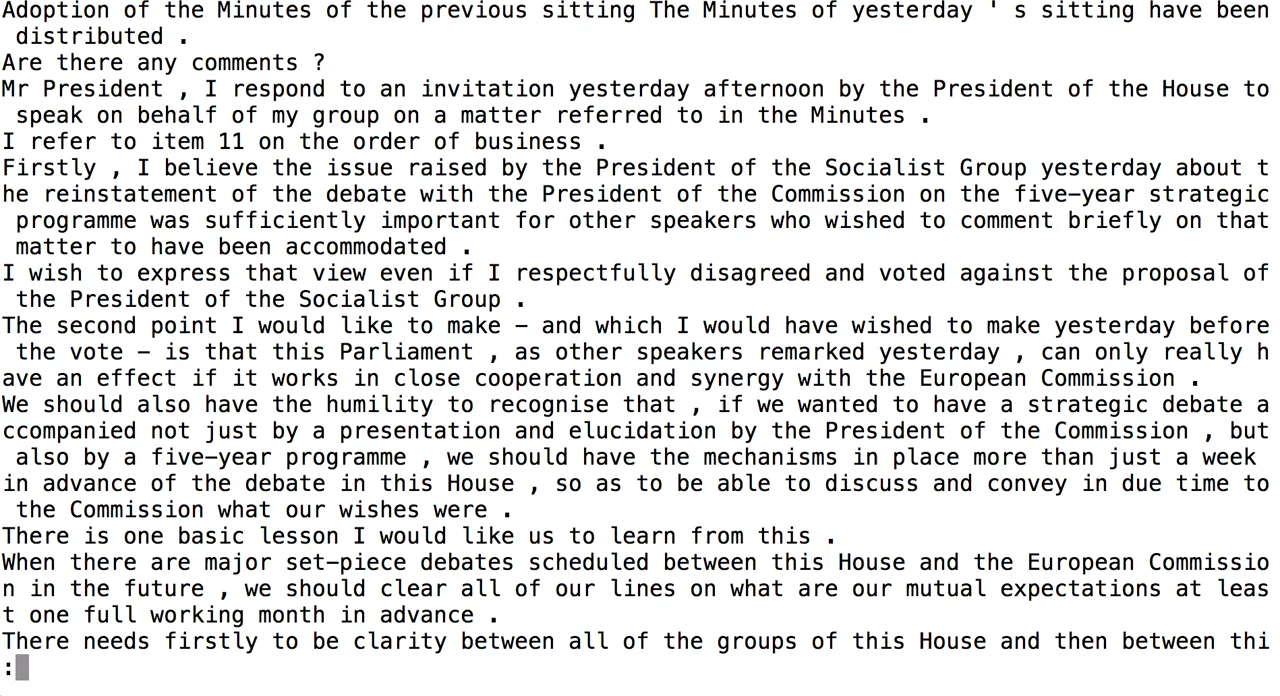 Adoption of the Minutes of the previous sitting The Minutes of yesterday ' s sitting have been
distributed .
Are there any comments ?
Mr President , I respond to an invitation yesterday afternoon by the President of the House to
speak on behalf of my group on a matter referred to in the Minutes .
I refer to item 11 on the order of business .
Firstly , I believe the issue raised by the President of the Socialist Group yesterday about t
he reinstatement of the debate with the President of the Commission on the five-year strategic
programme was sufficiently important for other speakers who wished to comment briefly on that
matter to have been accommodated .
I wish to express that view even if I respectfully disagreed and voted against the proposal of
the President of the Socialist Group .
The second point I would like to make - and which I would have wished to make yesterday before
the vote - is that this Parliament , as other speakers remarked yesterday , can only really h
ave an effect if it works in close cooperation and synergy with the European Commission .
We should also have the humility to recognise that , if we wanted to have a strategic debate a
ccompanied not just by a presentation and elucidation by the President of the Commission , but
also by a five-year programme , we should have the mechanisms in place more than just a week
in advance of the debate in this House , so as to be able to discuss and convey in due time to
the Commission what our wishes were .
There is one basic lesson I would like us to learn from this .
When there are major set-piece debates scheduled between this House and the European Commissio
n in the future , we should clear all of our lines on what are our mutual expectations at leas
t one full working month in advance .
There needs firstly to be clarity between all of the groups of this House and then between thi
: